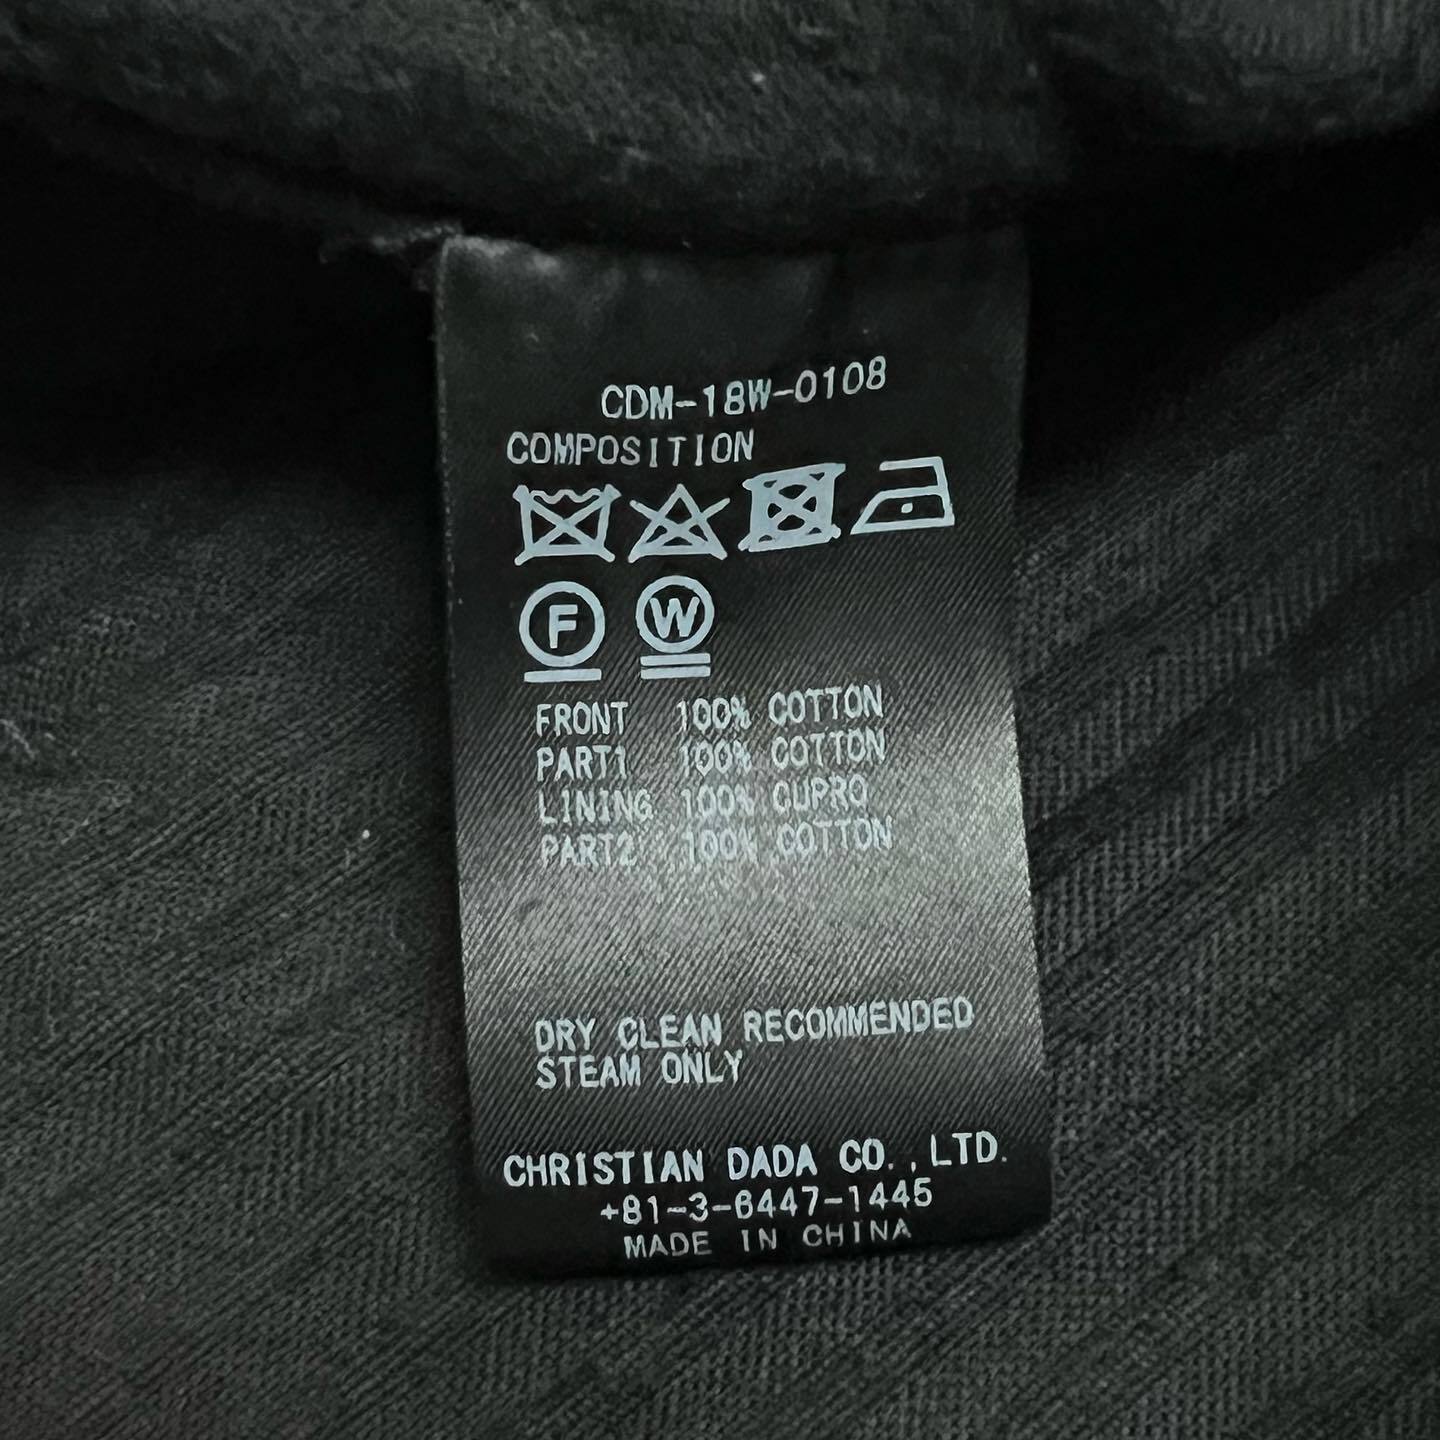 CDM-18W-0108
COMPOSITION
F W
FRONT 100% COTTON
PART1 100% COTTON
LINING 100% CUPRO
PART2 100% COTTON
DRY CLEAN RECOMMENDED
STEAM ONLY
CHRISTIAN DADA CO.,LTD.
+81-3-6447-1445
MADE IN CHINA